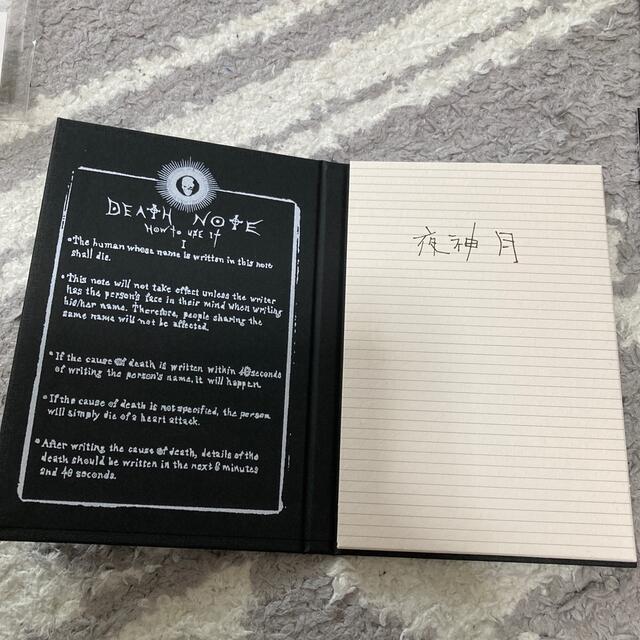 DEATH NOTE
HOW TO USE IT
I
• The human whose name is written in this note
shall die.
• This note will not take effect unless the writer
has the person's face in their mind when writing
his/her name. Therefore, people sharing the
same name will not be affected.
• If the cause of death is written within 40 seconds
of writing the person's name, it will happen.
• If the cause of death is not specified, the person
will simply die of a heart attack.
• After writing the cause of death, details of the
death should be written in the next 6 minutes
and 40 seconds.
夜神 月